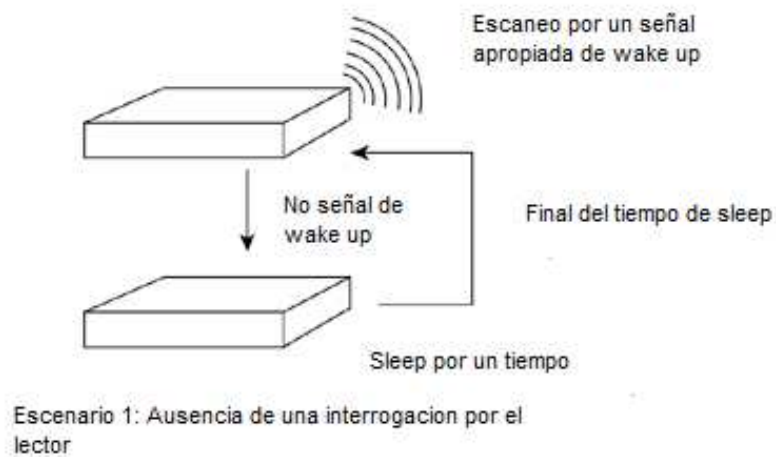 Escaneo por un señal
apropiada de wake up
No señal de
wake up
Final del tiempo de sleep
Sleep por un tiempo
Escenario 1: Ausencia de una interrogacion por el
lector